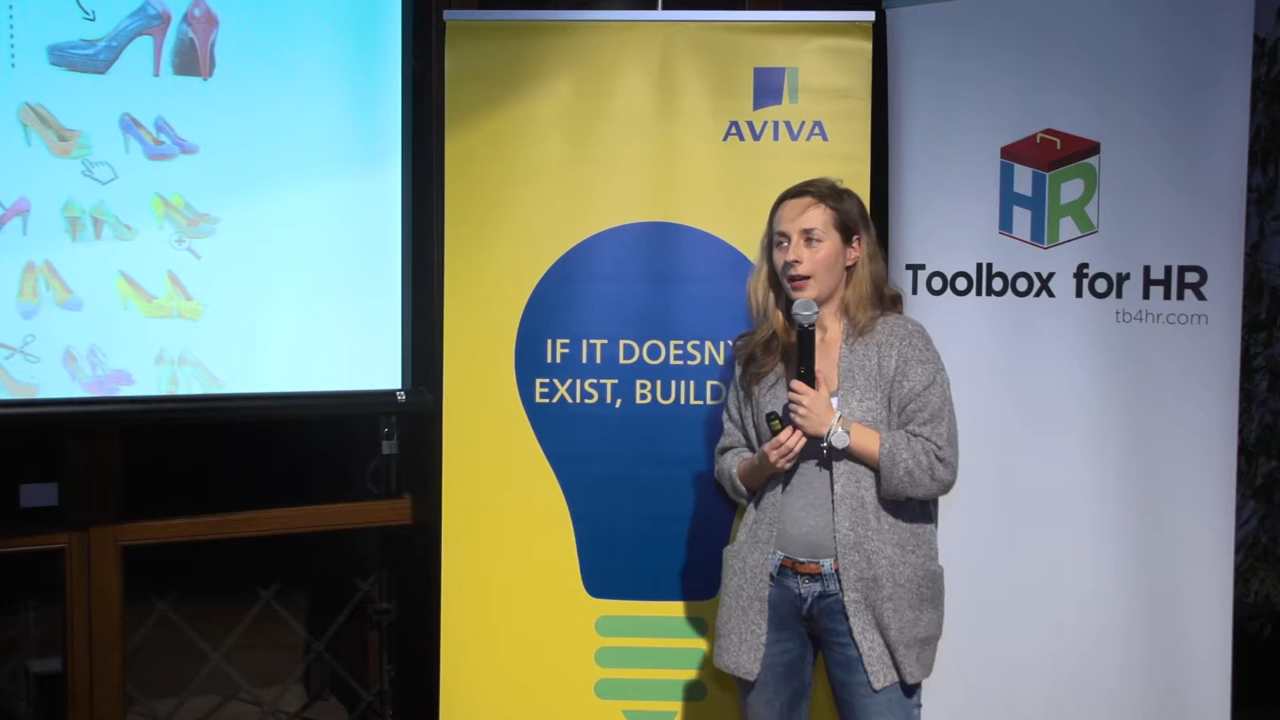 AVIVA
IF IT DOESN'
EXIST, BUILD
HR
Toolbox for HR
tb4hr.com